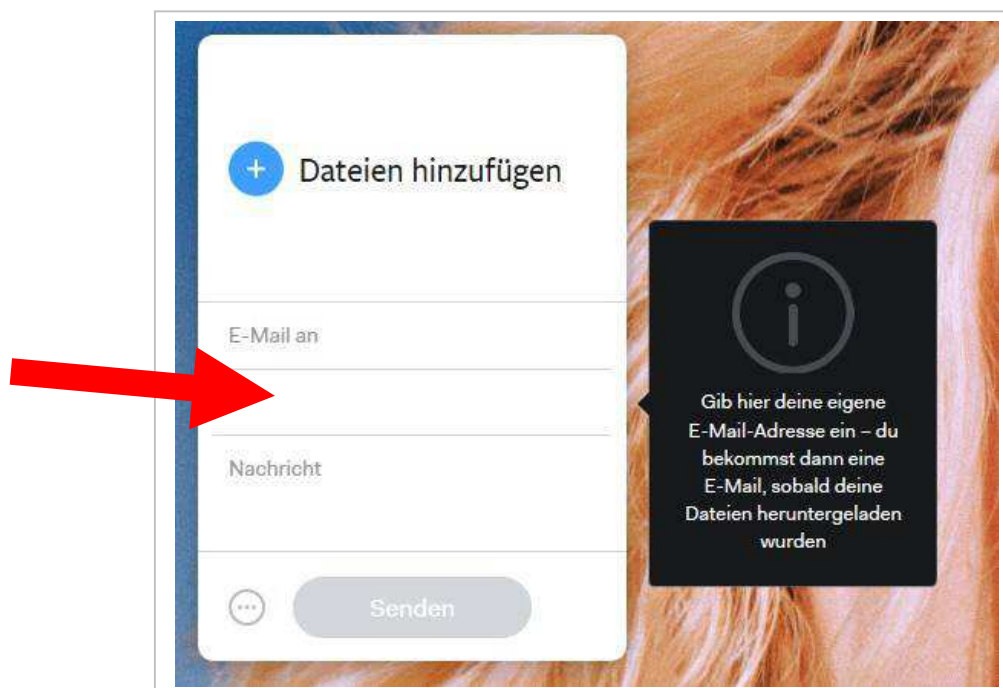 Dateien hinzufügen
E-Mail an
Nachricht
Senden
Gib hier deine eigene
E-Mail-Adresse ein – du
bekommst dann eine
E-Mail, sobald deine
Dateien heruntergeladen
wurden